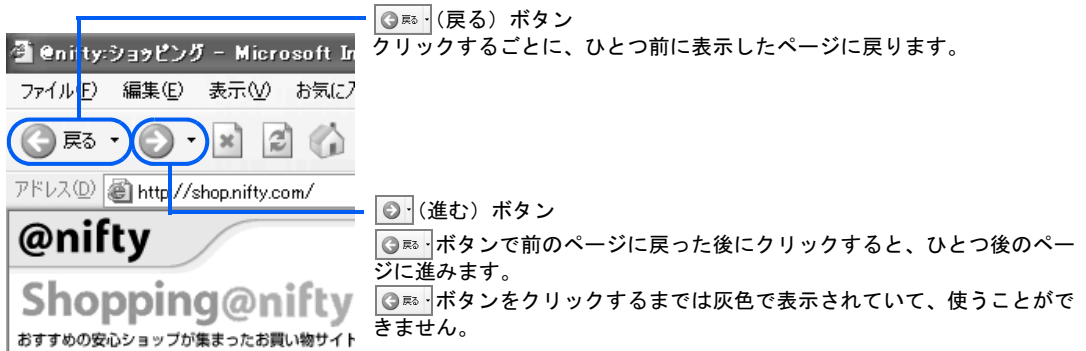 戻る (戻る) ボタン
クリックするごとに、ひとつ前に表示したページに戻ります。
@nifty:ショッピング - Microsoft In
ファイル(F) 編集(E) 表示(V) お気に入
戻る
アドレス(D) http://shop.nifty.com/
@nifty
Shopping@nifty
おすすめの安心ショップが集まったお買い物サイト
(進む) ボタン
戻る ボタンで前のページに戻った後にクリックすると、ひとつ後のペー
ジに進みます。
戻る ボタンをクリックするまでは灰色で表示されていて、使うことがで
きません。